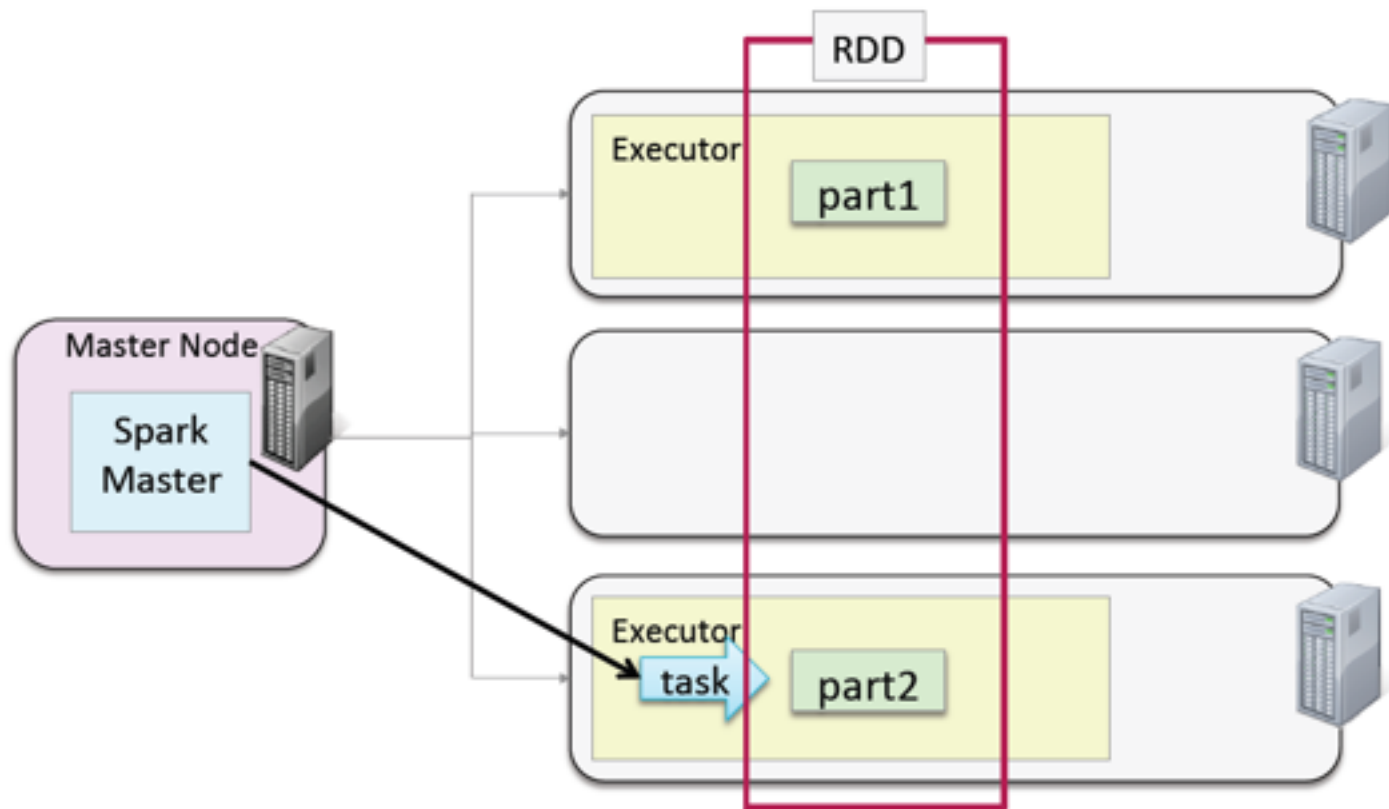 RDD
Executor
part1
Master Node
Spark
Master
Executor
task
part2